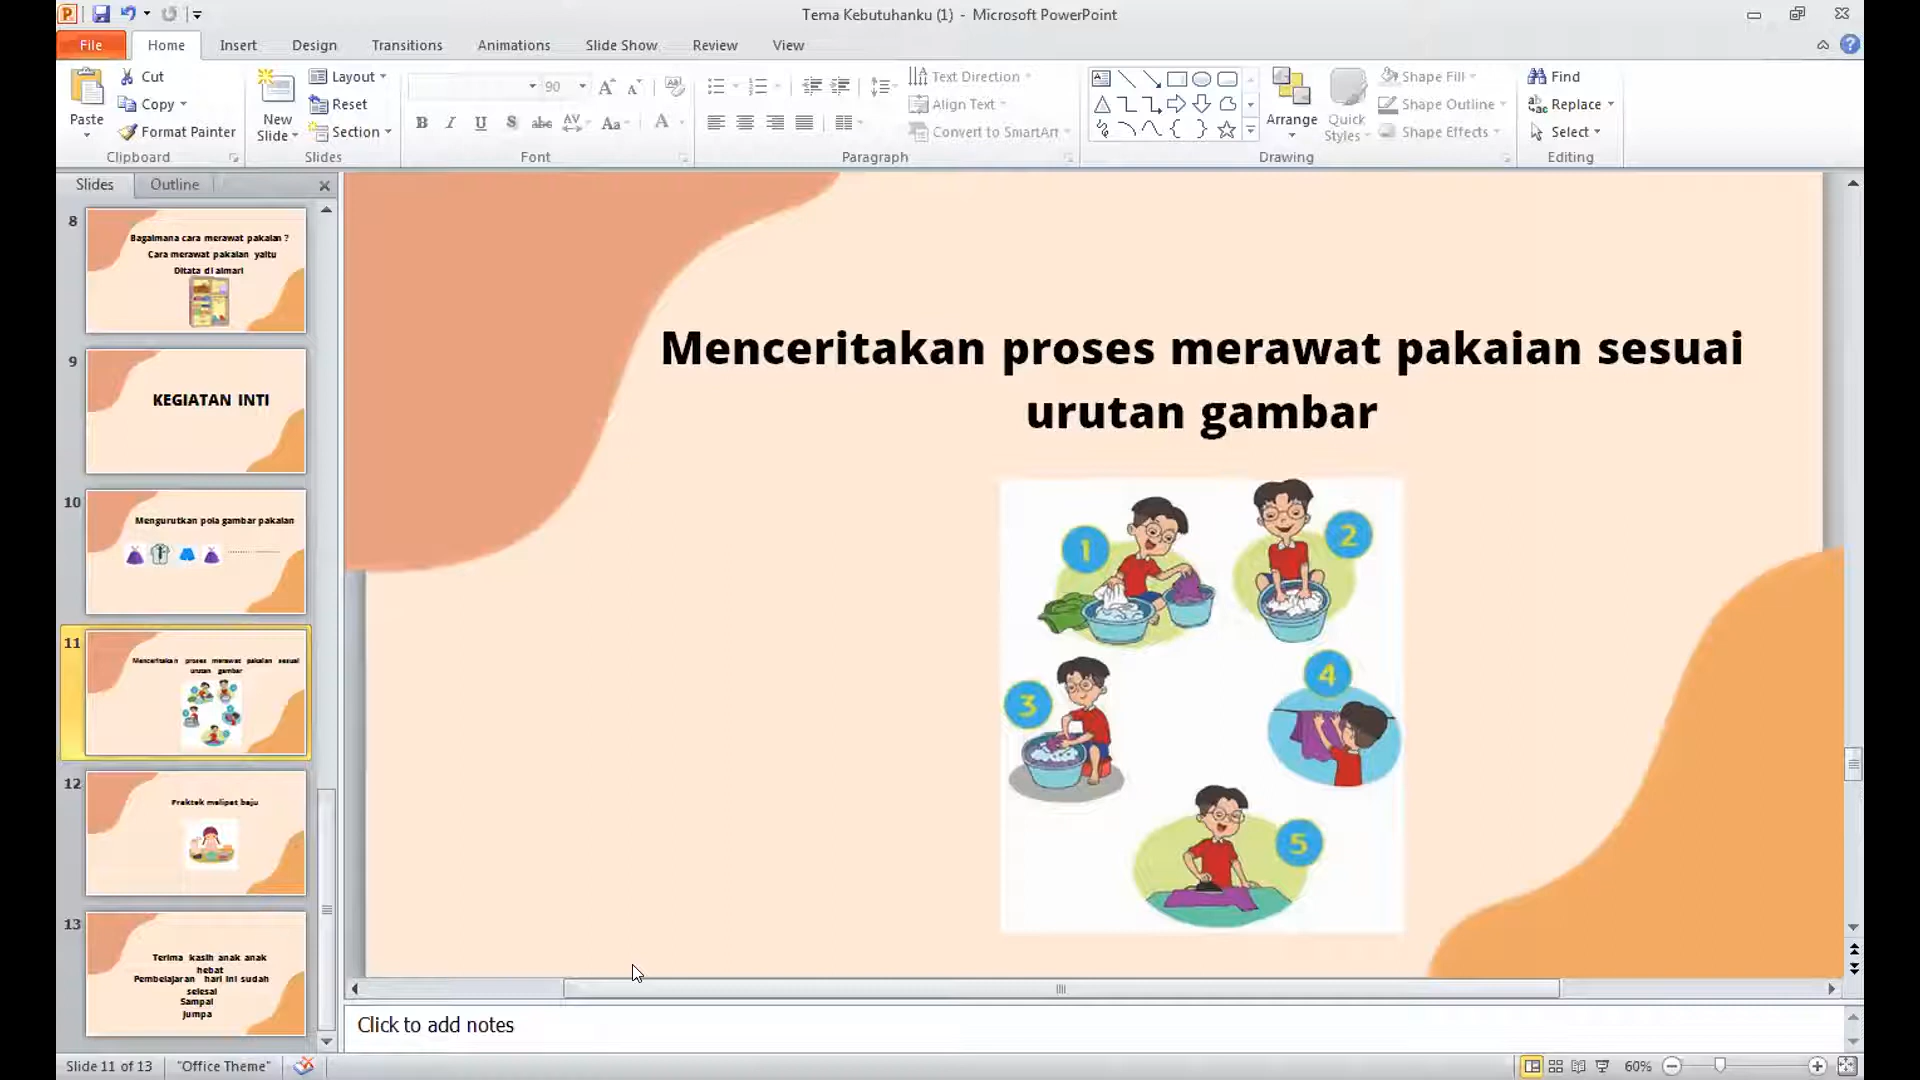 Tema Kebutuhanku (1) - Microsoft PowerPoint
File Home Insert Design Transitions Animations Slide Show Review View
Paste
Cut
Copy
Format Painter
Clipboard
New
Slide
Layout
Reset
Section
Slides
90
Font
Text Direction
Align Text
Convert to SmartArt
Paragraph
Arrange
Quick
Styles
Shape Fill
Shape Outline
Shape Effects
Drawing
Find
Replace
Select
Editing
Slides Outline
8
Bagaimana cara merawat pakaian ?
Cara merawat pakaian yaitu
Ditata di almari
9
KEGIATAN INTI
10
Mengurutkan pola gambar pakaian
11
Menceritakan proses merawat pakaian sesuai
urutan gambar
12
Praktek melipat baju
13
Terima kasih anak anak
hebat
Pembelajaran hari ini sudah
selesai
Sampai
jumpa
Menceritakan proses merawat pakaian sesuai
urutan gambar
1
2
3
4
5
Click to add notes
Slide 11 of 13 "Office Theme" 60%